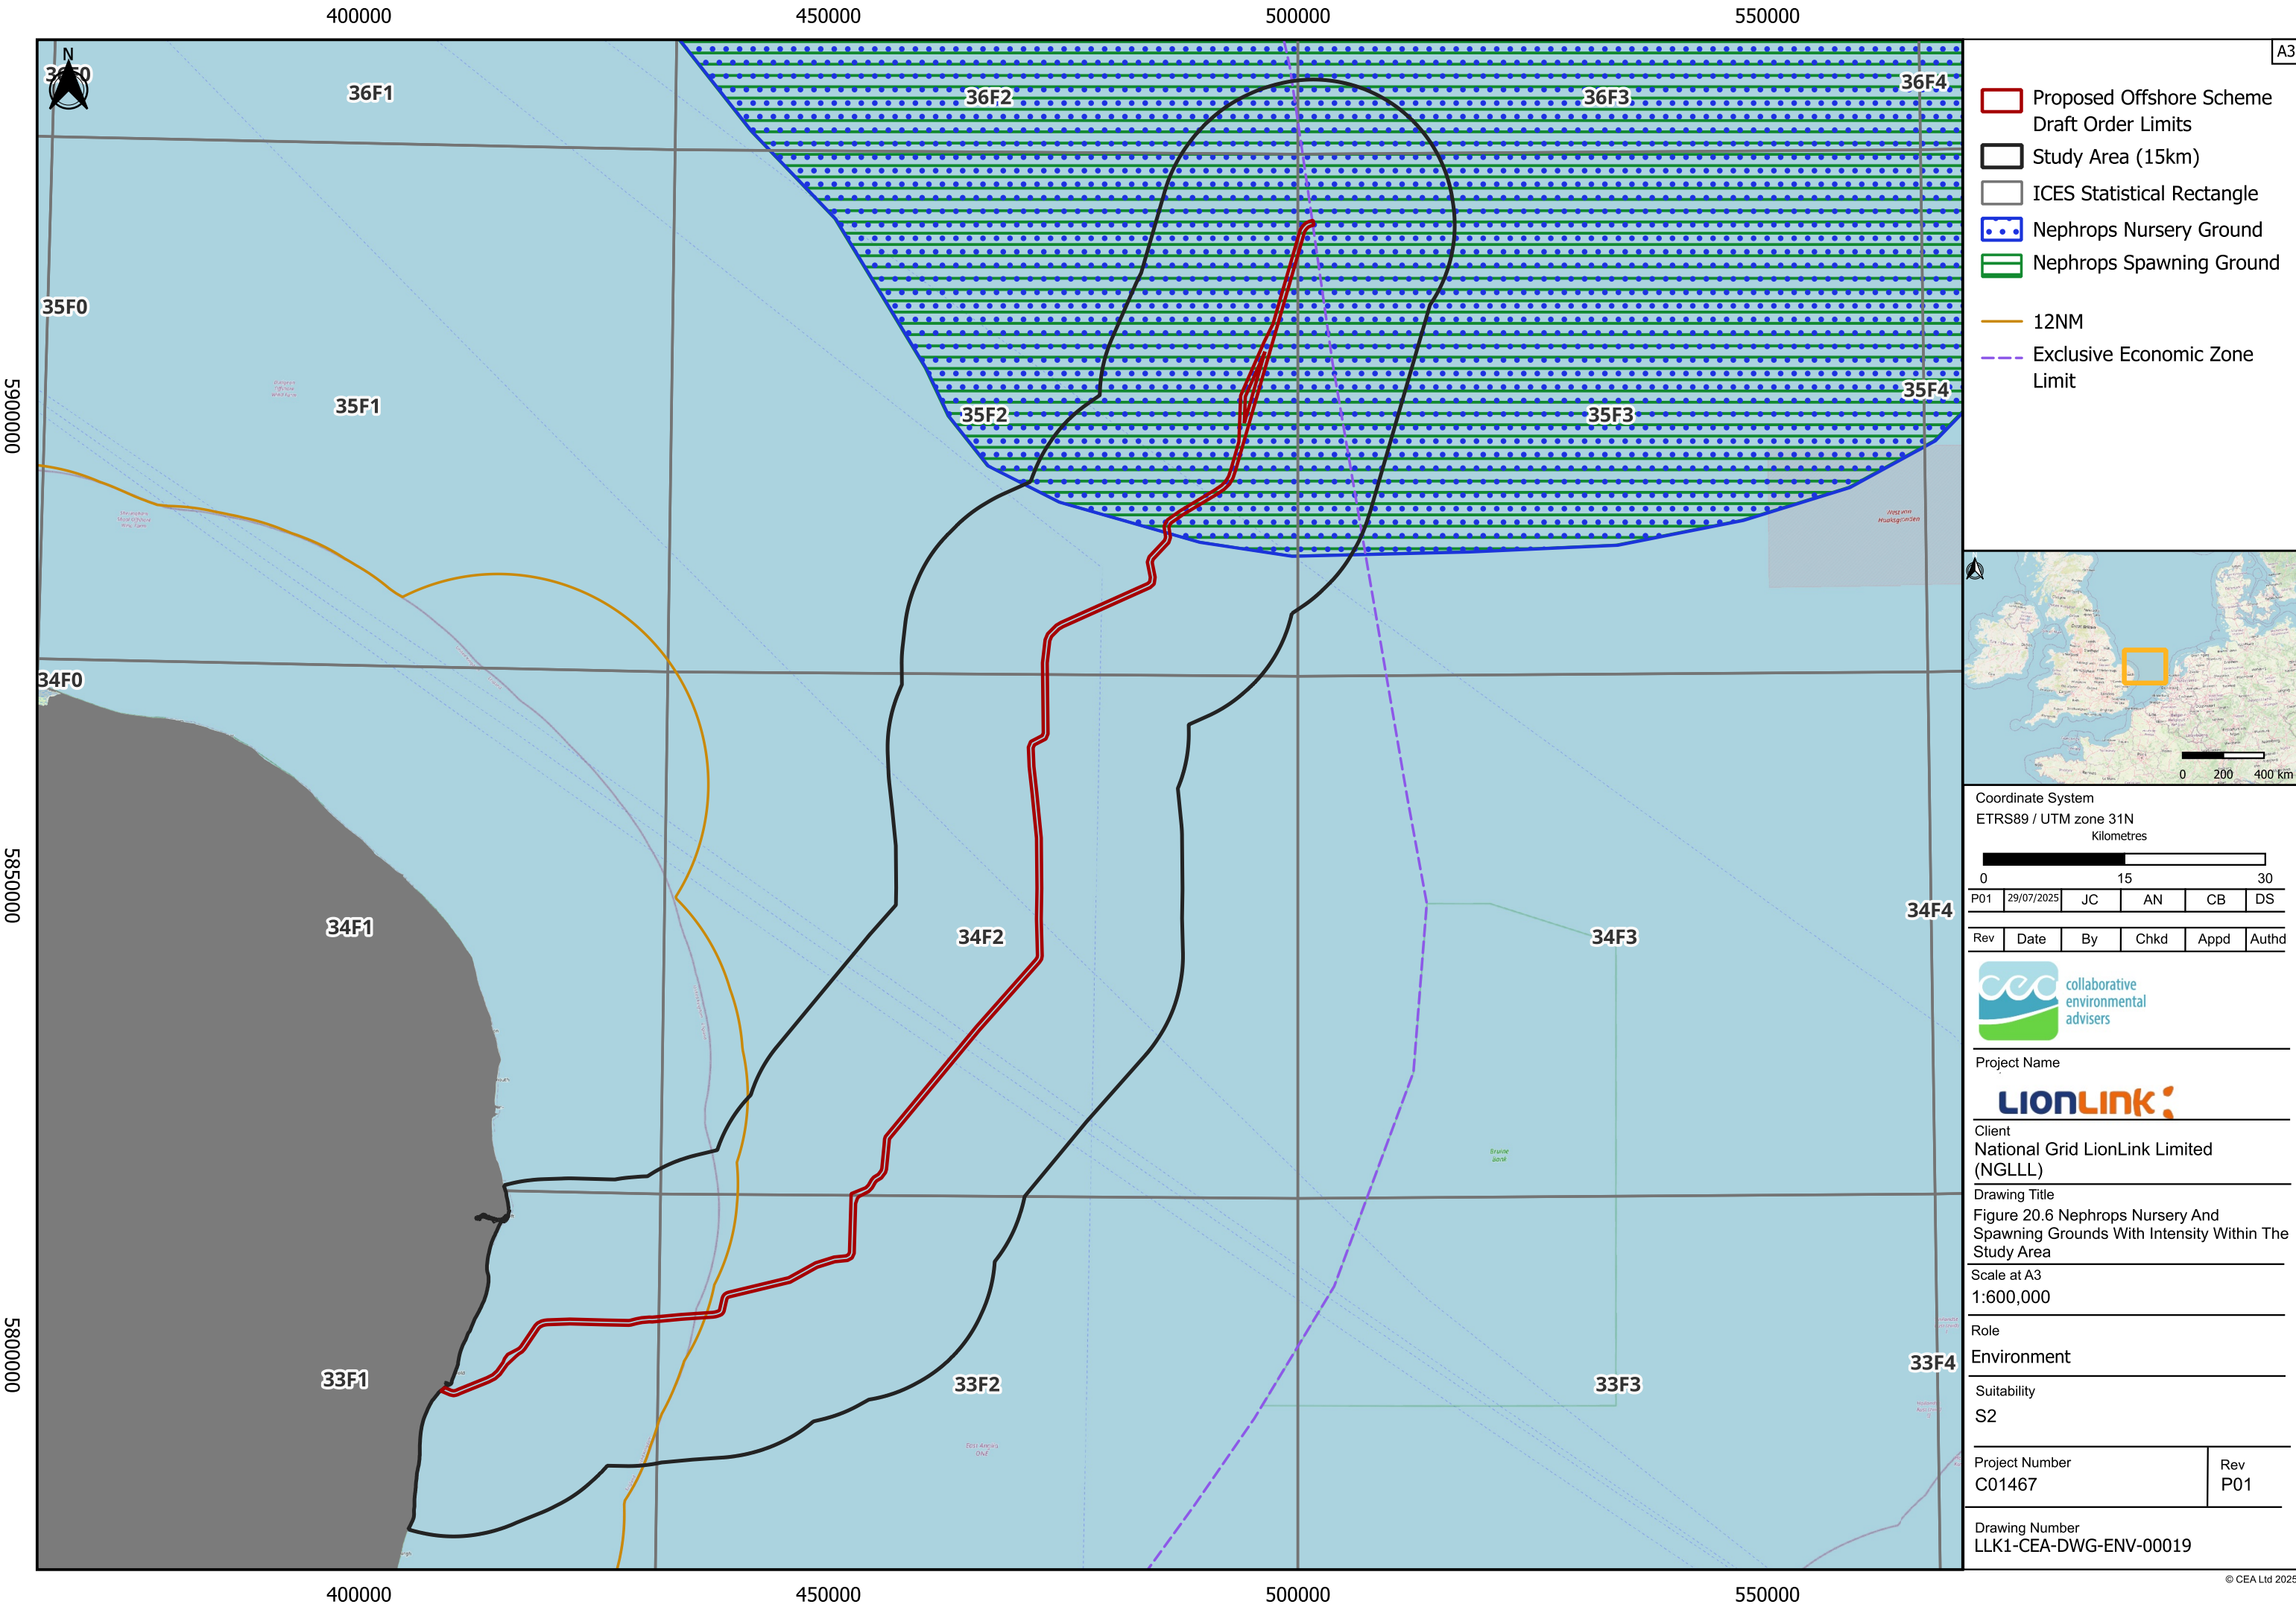 400000
450000
500000
550000
A3
N
36F0
36F1
36F2
36F3
36F4
35F0
35F1
35F2
35F3
35F4
34F0
34F1
34F2
34F3
34F4
33F1
33F2
33F3
33F4
5900000
5850000
5800000
400000
450000
500000
550000
Proposed Offshore Scheme
Draft Order Limits
Study Area (15km)
ICES Statistical Rectangle
Nephrops Nursery Ground
Nephrops Spawning Ground
12NM
Exclusive Economic Zone
Limit
0 200 400 km
Coordinate System
ETRS89 / UTM zone 31N
Kilometres
0 15 30
P01 29/07/2025 JC AN CB DS
Rev Date By Chkd Appd Authd
cea
collaborative
environmental
advisers
Project Name
LIONLINK
Client
National Grid LionLink Limited
(NGLLL)
Drawing Title
Figure 20.6 Nephrops Nursery And
Spawning Grounds With Intensity Within The
Study Area
Scale at A3
1:600,000
Role
Environment
Suitability
S2
Project Number
C01467
Rev
P01
Drawing Number
LLK1-CEA-DWG-ENV-00019
© CEA Ltd 2025